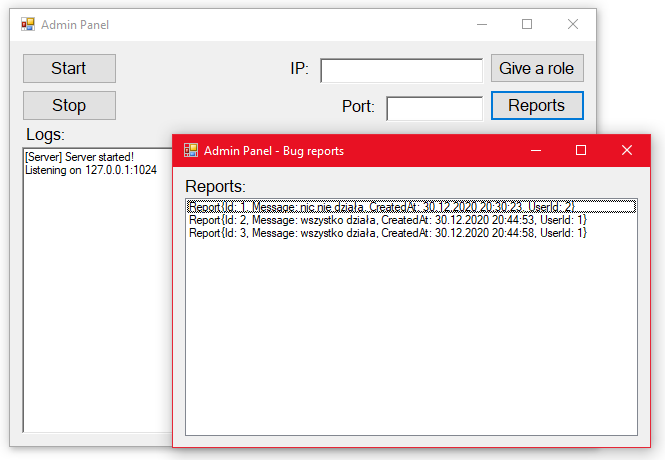 Admin Panel
Start
IP:
Give a role
Stop
Port:
Reports
Logs:
[Server] Server started!
Listening on 127.0.0.1:1024
Admin Panel - Bug reports
Reports:
Report{Id: 1, Message: nic nie działa, CreatedAt: 30.12.2020 20:30:23, UserId: 2}
Report{Id: 2, Message: wszystko działa, CreatedAt: 30.12.2020 20:44:53, UserId: 1}
Report{Id: 3, Message: wszystko działa, CreatedAt: 30.12.2020 20:44:58, UserId: 1}